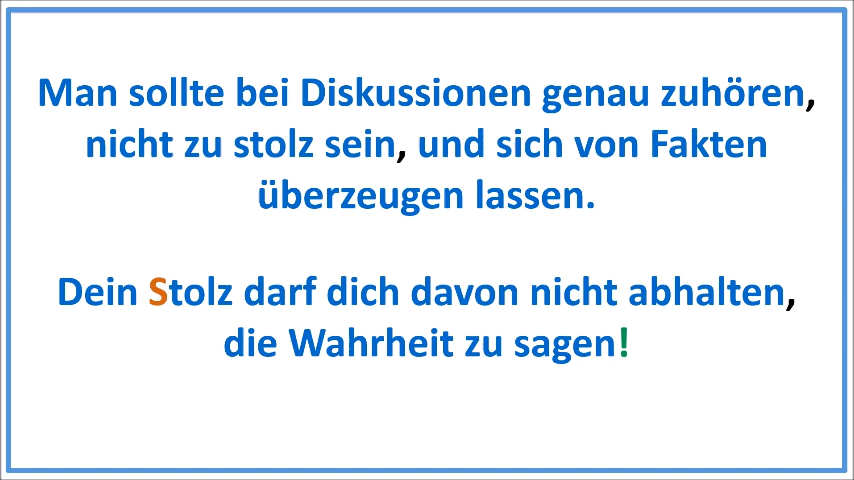 Man sollte bei Diskussionen genau zuhören,
nicht zu stolz sein, und sich von Fakten
überzeugen lassen.
Dein Stolz darf dich davon nicht abhalten,
die Wahrheit zu sagen!